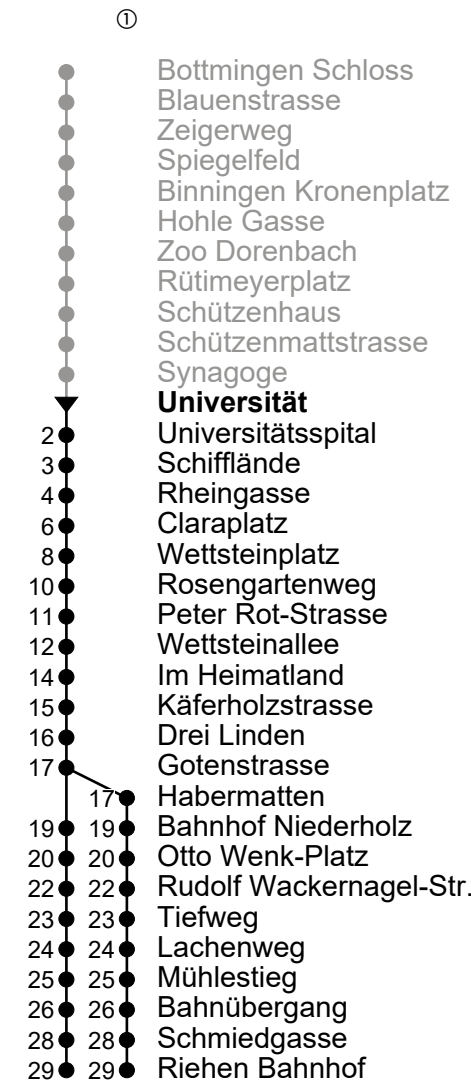 ①
Bottmingen Schloss
Blauenstrasse
Zeigerweg
Spiegelfeld
Binningen Kronenplatz
Hohle Gasse
Zoo Dorenbach
Rütimeyerplatz
Schützenhaus
Schützenmattstrasse
Synagoge
Universität
2 Universitätsspital
3 Schifflände
4 Rheingasse
6 Claraplatz
8 Wettsteinplatz
10 Rosengartenweg
11 Peter Rot-Strasse
12 Wettsteinallee
14 Im Heimatland
15 Käferholzstrasse
16 Drei Linden
17 Gotenstrasse
17 Habermatten
19 19 Bahnhof Niederholz
20 20 Otto Wenk-Platz
22 22 Rudolf Wackernagel-Str.
23 23 Tiefweg
24 24 Lachenweg
25 25 Mühlestieg
26 26 Bahnübergang
28 28 Schmiedgasse
29 29 Riehen Bahnhof